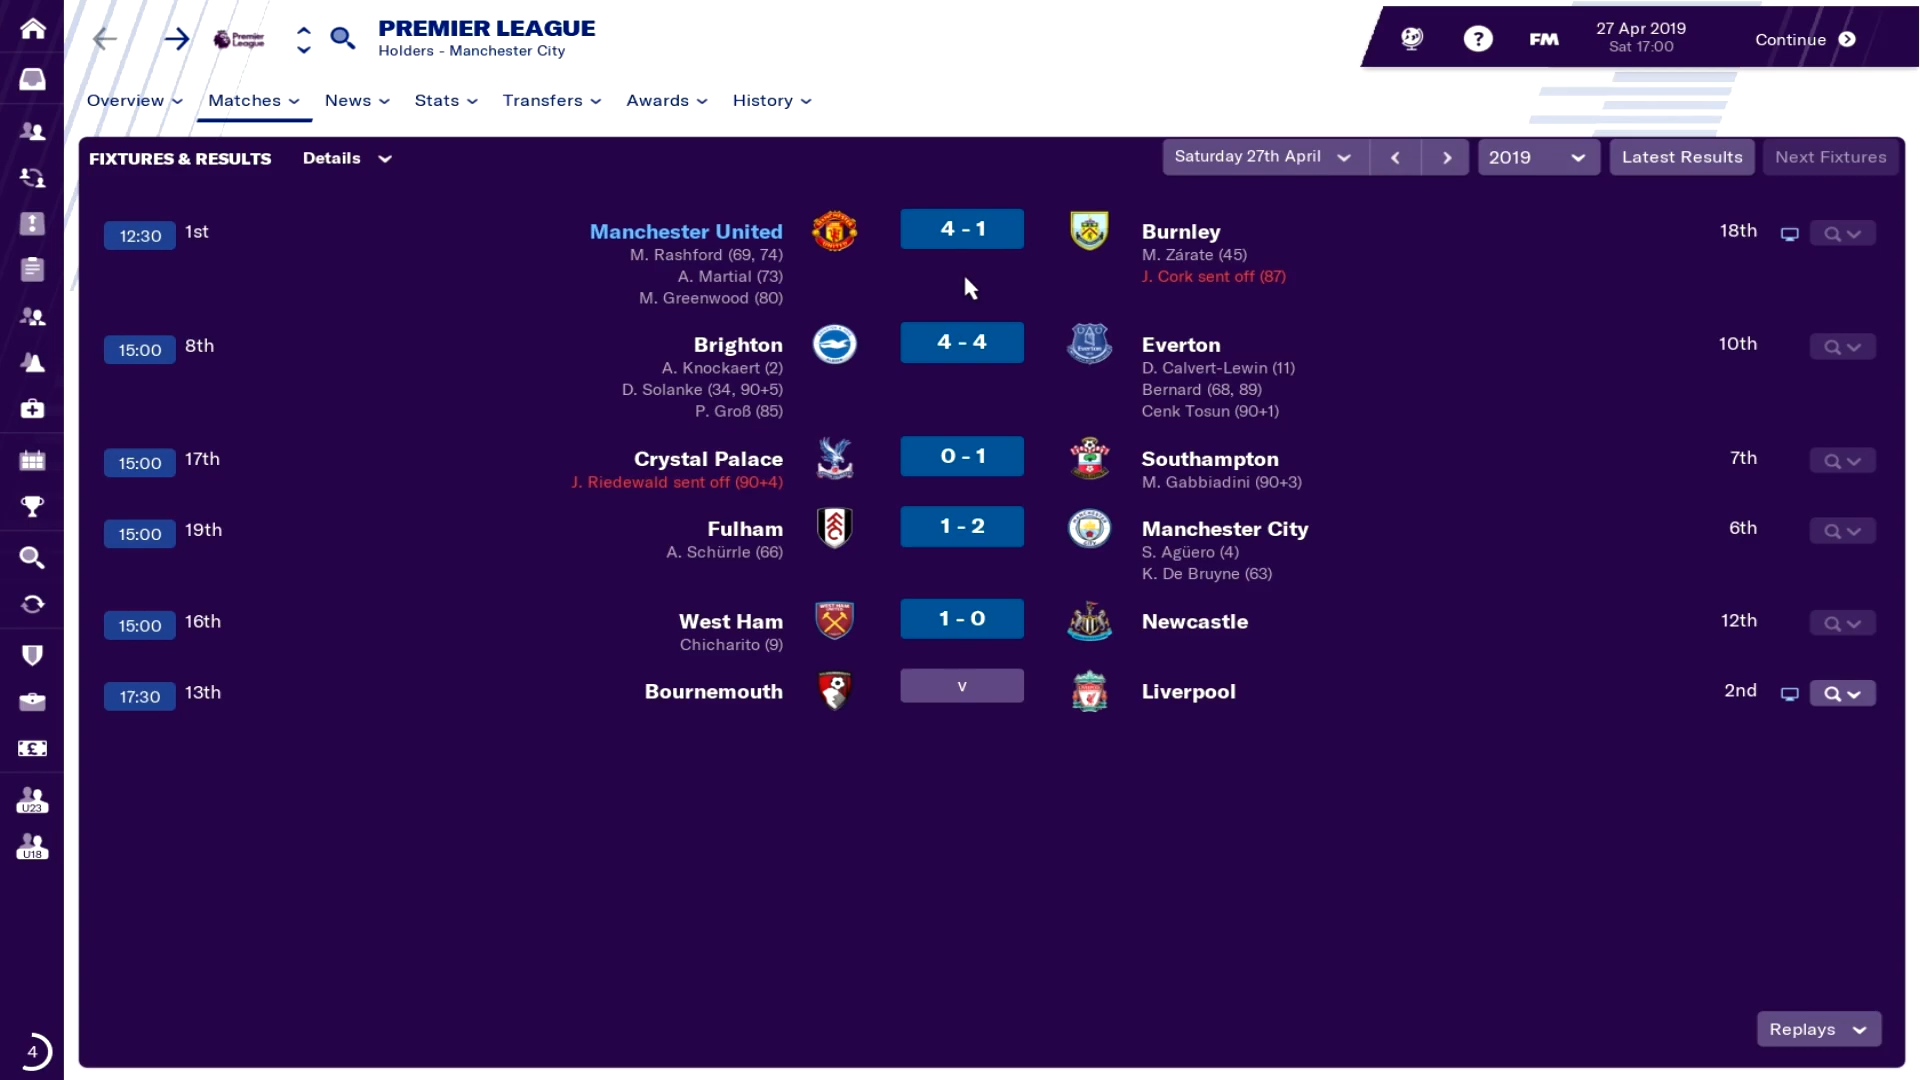 PREMIER LEAGUE
Holders - Manchester City
Premier League
FM
27 Apr 2019
Sat 17:00
Continue
Overview
Matches
News
Stats
Transfers
Awards
History
FIXTURES & RESULTS
Details
Saturday 27th April
2019
Latest Results
Next Fixtures
12:30 1st Manchester United 4 - 1 Burnley 18th
M. Rashford (69, 74) M. Zárate (45)
A. Martial (73) J. Cork sent off (87)
M. Greenwood (80)
15:00 8th Brighton 4 - 4 Everton 10th
A. Knockaert (2) D. Calvert-Lewin (11)
D. Solanke (34, 90+5) Bernard (68, 89)
P. Groß (85) Cenk Tosun (90+1)
15:00 17th Crystal Palace 0 - 1 Southampton 7th
J. Riedewald sent off (90+4) M. Gabbiadini (90+3)
15:00 19th Fulham 1 - 2 Manchester City 6th
A. Schürrle (66) S. Agüero (4)
K. De Bruyne (63)
15:00 16th West Ham 1 - 0 Newcastle 12th
Chicharito (9)
17:30 13th Bournemouth v Liverpool 2nd
U23
U18
4
Replays